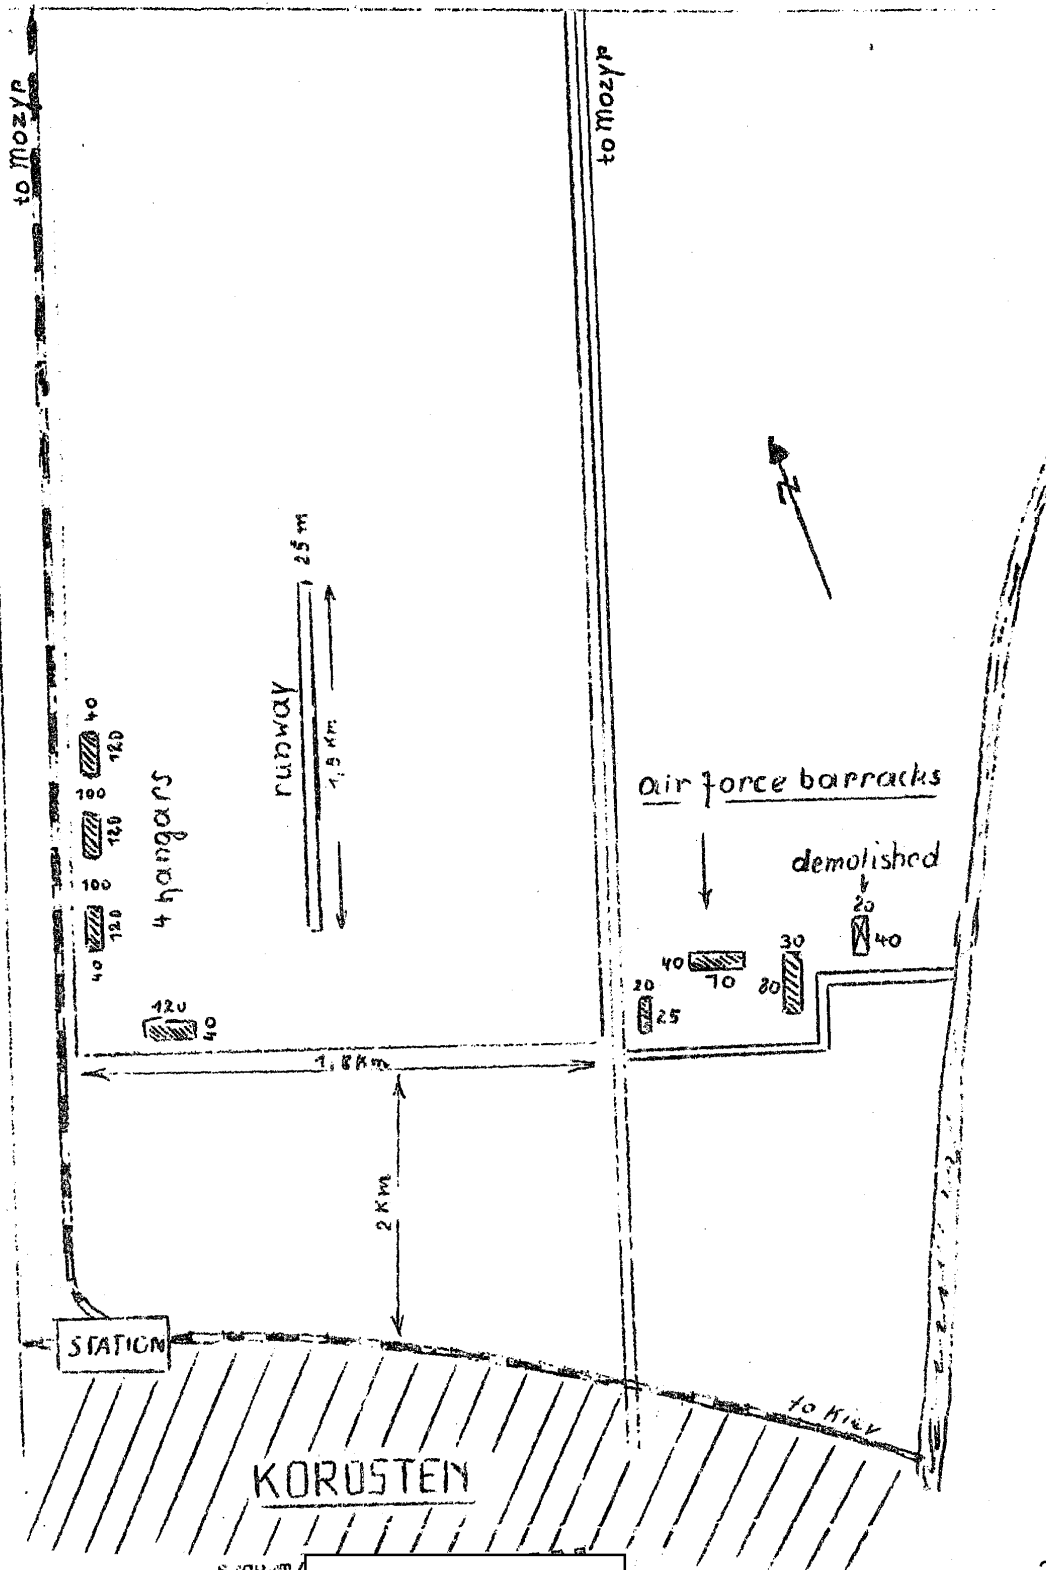 to Mozyr
to Mozyr
N
25 m
runway
1,9 Km
40
120
100
120
100
120
40
4 hangars
120
40
air force barracks
demolished
20
40
30
80
40
70
20
25
1,8 Km
2 Km
STATION
to Kiev
KOROSTEN